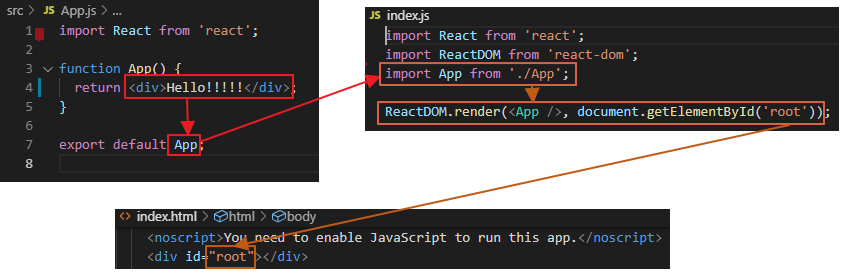 src > JS App.js > ...
1 import React from 'react';
2
3 function App() {
4 return <div>Hello!!!!!</div>;
5 }
6
7 export default App;
8
JS index.js
import React from 'react';
import ReactDOM from 'react-dom';
import App from './App';
ReactDOM.render(<App />, document.getElementById('root'));
<> index.html > html > body
<noscript>You need to enable JavaScript to run this app.</noscript>
<div id="root"></div>